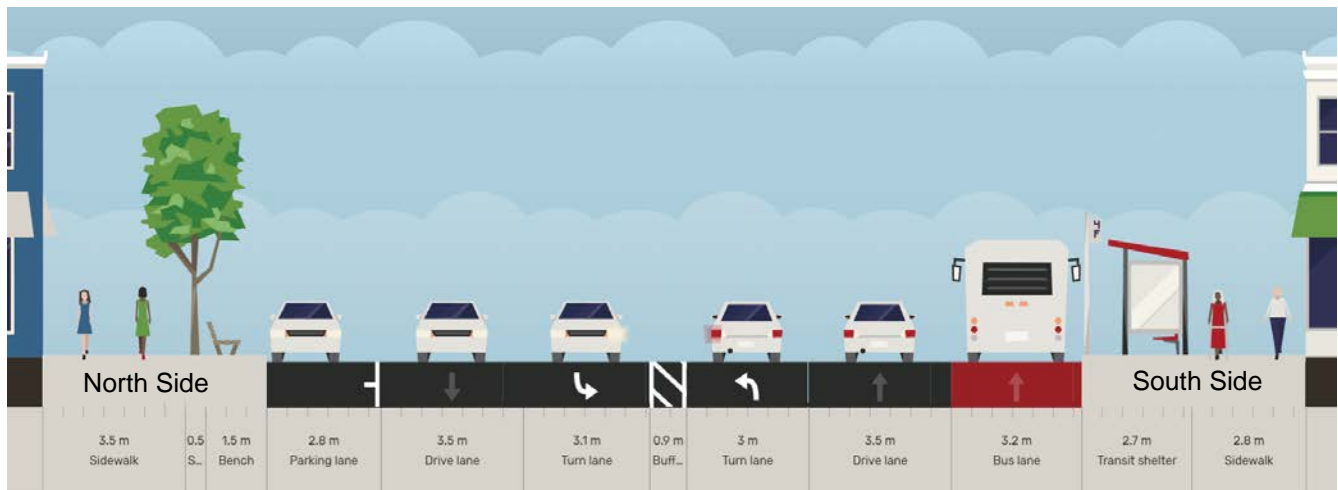 North Side
South Side
3.5 m
Sidewalk
0.5
S...
1.5 m
Bench
2.8 m
Parking lane
3.5 m
Drive lane
3.1 m
Turn lane
0.9 m
Buff...
3 m
Turn lane
3.5 m
Drive lane
3.2 m
Bus lane
2.7 m
Transit shelter
2.8 m
Sidewalk